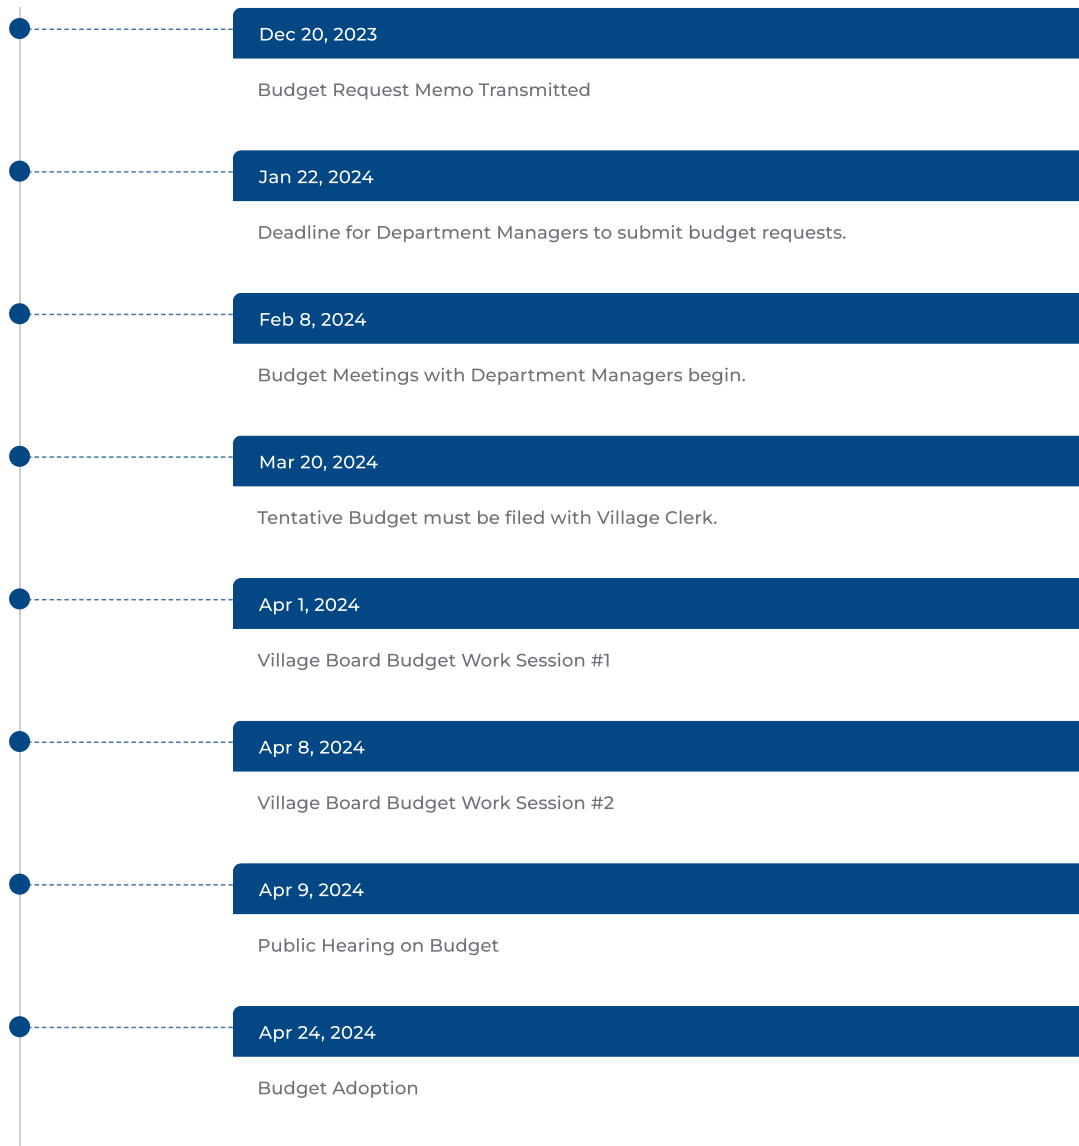 Dec 20, 2023
Budget Request Memo Transmitted
Jan 22, 2024
Deadline for Department Managers to submit budget requests.
Feb 8, 2024
Budget Meetings with Department Managers begin.
Mar 20, 2024
Tentative Budget must be filed with Village Clerk.
Apr 1, 2024
Village Board Budget Work Session #1
Apr 8, 2024
Village Board Budget Work Session #2
Apr 9, 2024
Public Hearing on Budget
Apr 24, 2024
Budget Adoption